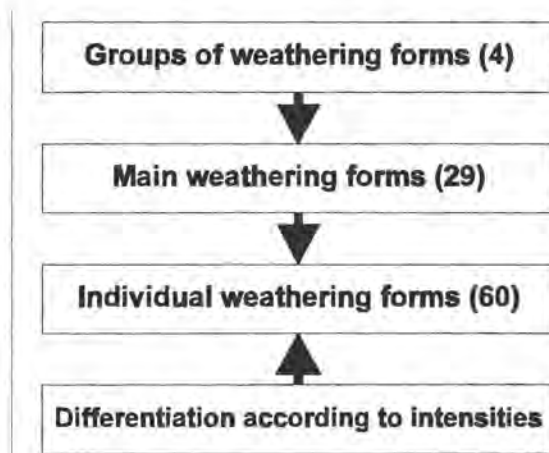 Groups of weathering forms (4)
Main weathering forms (29)
Individual weathering forms (60)
Differentiation according to intensities